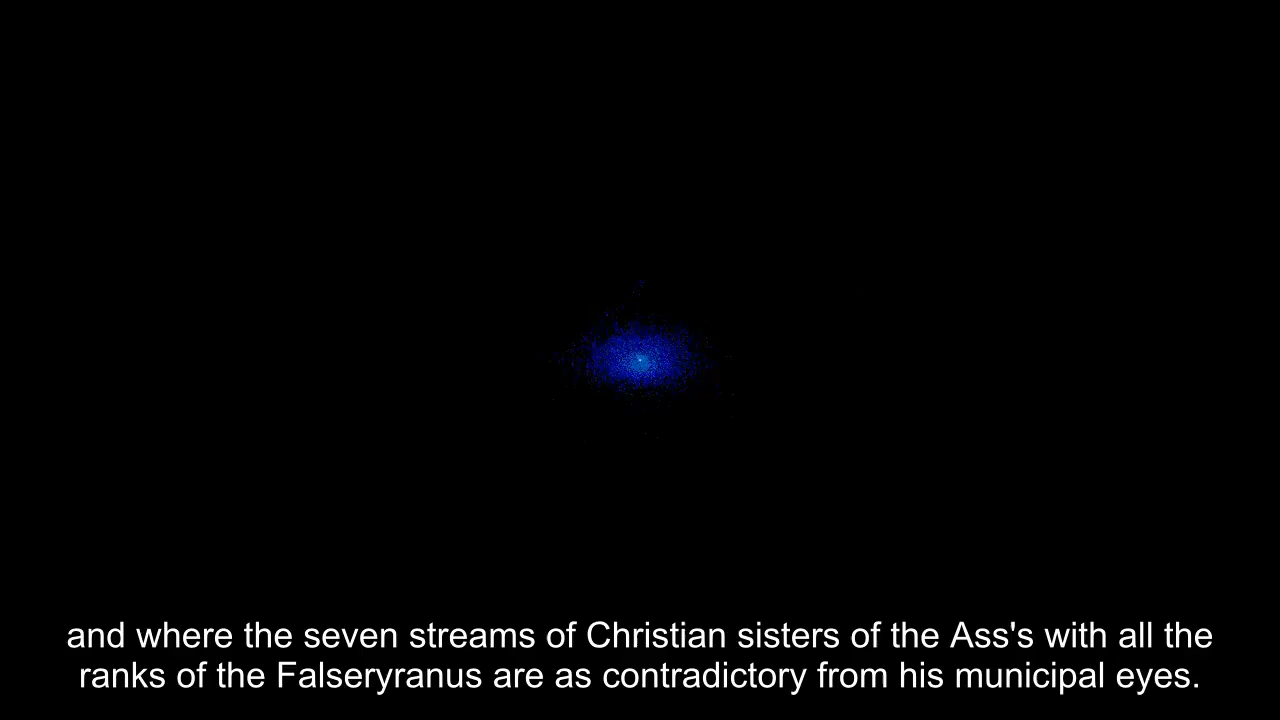 and where the seven streams of Christian sisters of the Ass's with all the
ranks of the Falseryranus are as contradictory from his municipal eyes.